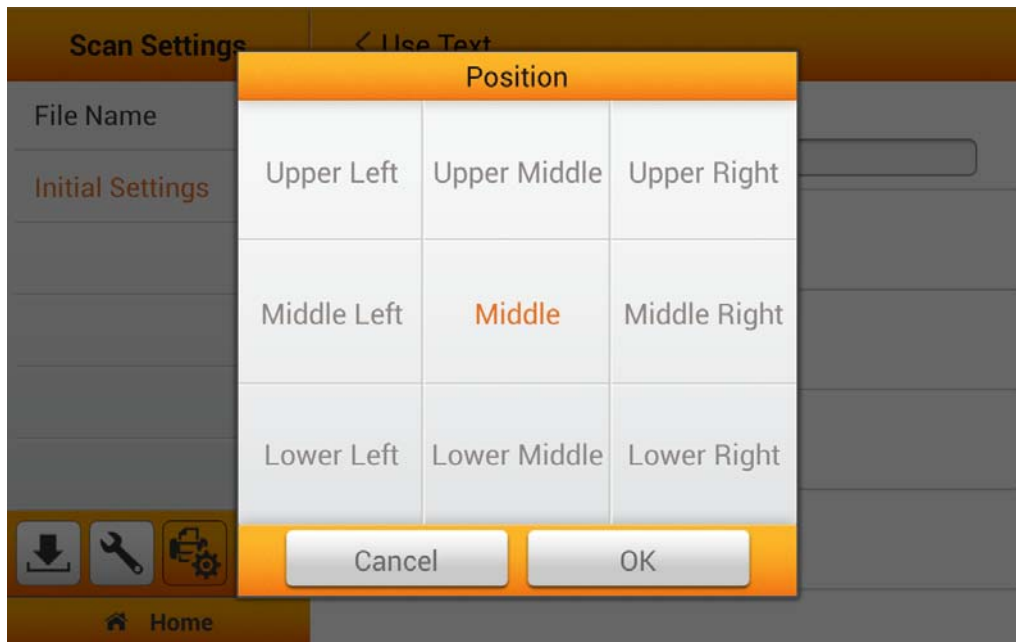 Scan Settings
< Use Text
Position
File Name
Initial Settings
Upper Left Upper Middle Upper Right
Middle Left Middle Middle Right
Lower Left Lower Middle Lower Right
Cancel OK
Home